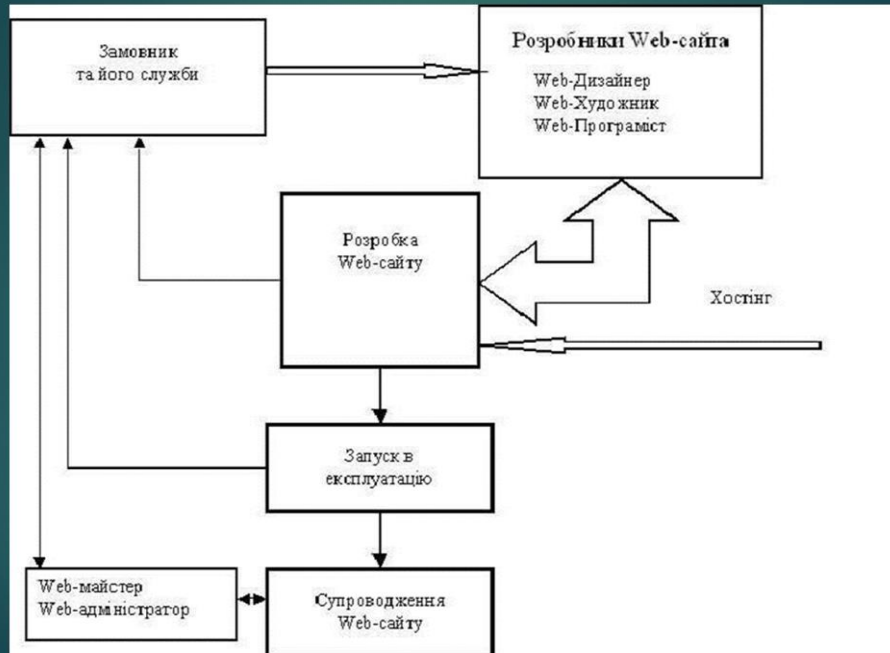 Замовник
та його служби
Розробники Web-сайта
Web-Дизайнер
Web-Художник
Web-Програміст
Розробка
Web-сайту
Хостінг
Запуск в
експлуатацію
Web-майстер
Web-адміністратор
Супроводження
Web-сайту